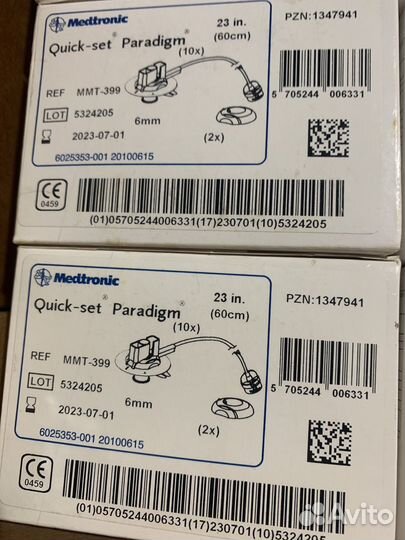 Medtronic
Quick-set® Paradigm®
(10x)
23 in.
(60cm)
PZN:1347941
REF MMT-399
LOT 5324205
2023-07-01
6mm
(2x)
6025353-001 20100615
5 705244 006331
CE
0459
(01)05705244006331(17)230701(10)5324205
Medtronic
Quick-set® Paradigm®
(10x)
23 in.
(60cm)
PZN:1347941
REF MMT-399
LOT 5324205
2023-07-01
6mm
(2x)
6025353-001 20100615
5 705244 006331
CE
0459
(01)05705244006331(17)230701(10)5324205
Avito